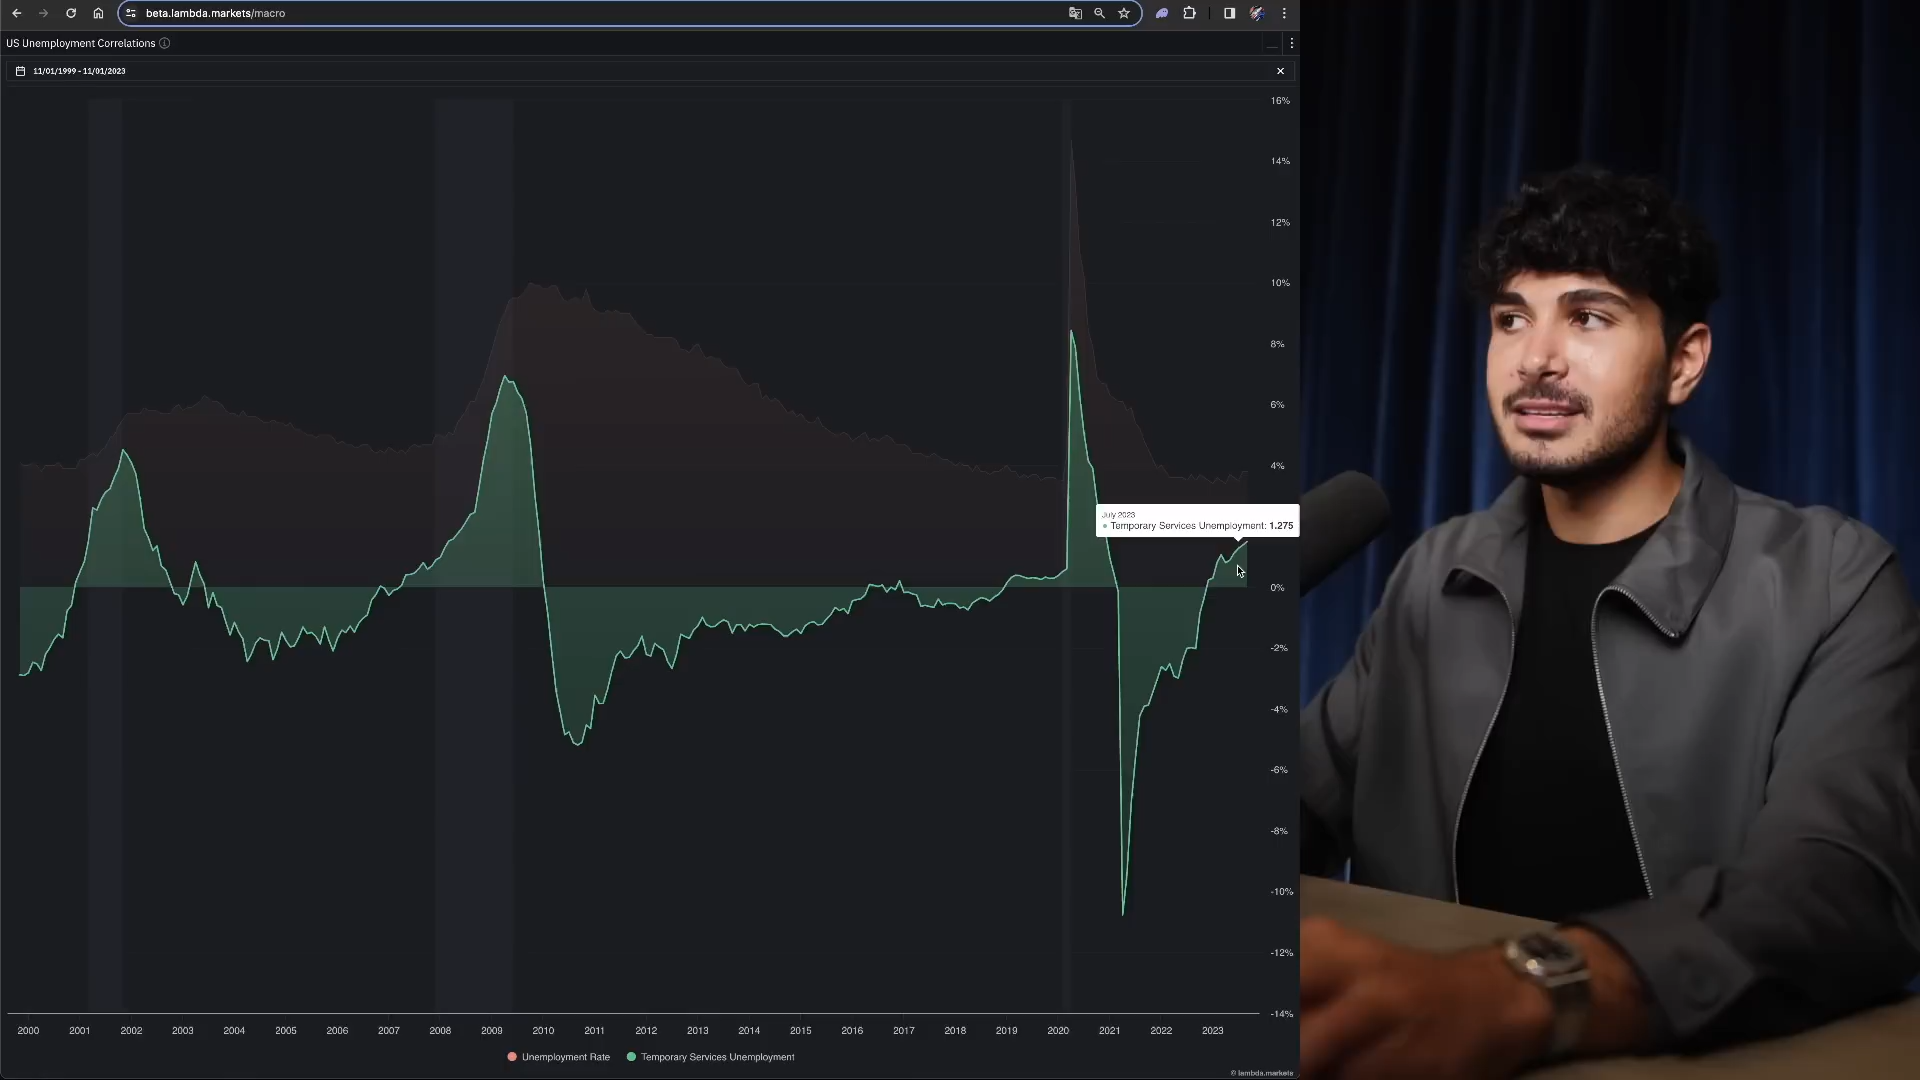 beta.lambda.markets/macro
US Unemployment Correlations
11/01/1999 - 11/01/2023
16%
14%
12%
10%
8%
6%
4%
July 2023
Temporary Services Unemployment: 1.275
0%
-2%
-4%
-6%
-8%
-10%
-12%
-14%
2000 2001 2002 2003 2004 2005 2006 2007 2008 2009 2010 2011 2012 2013 2014 2015 2016 2017 2018 2019 2020 2021 2022 2023
Unemployment Rate Temporary Services Unemployment
© lambda.markets